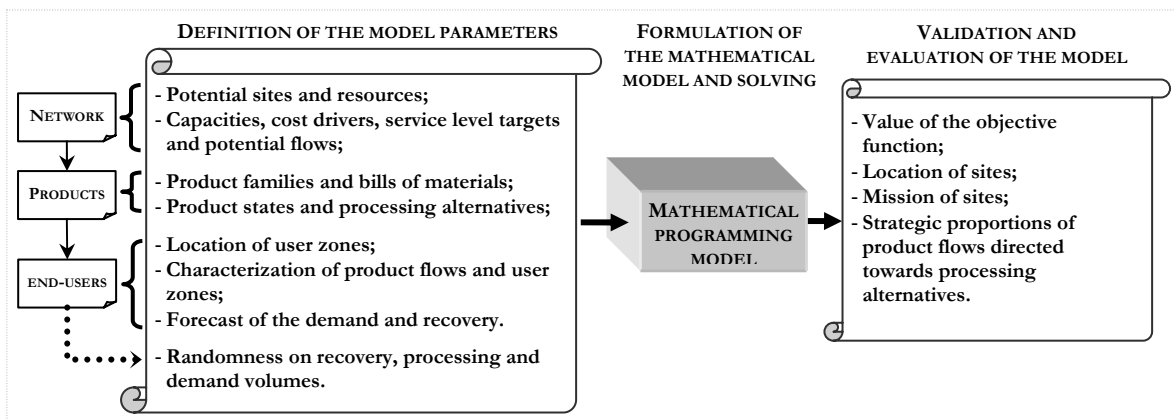 DEFINITION OF THE MODEL PARAMETERS
NETWORK
- Potential sites and resources;
- Capacities, cost drivers, service level targets
and potential flows;
PRODUCTS
- Product families and bills of materials;
- Product states and processing alternatives;
END-USERS
- Location of user zones;
- Characterization of product flows and user
zones;
- Forecast of the demand and recovery.
- Randomness on recovery, processing and
demand volumes.
FORMULATION OF
THE MATHEMATICAL
MODEL AND SOLVING
MATHEMATICAL
PROGRAMMING
MODEL
VALIDATION AND
EVALUATION OF THE MODEL
- Value of the objective
function;
- Location of sites;
- Mission of sites;
- Strategic proportions of
product flows directed
towards processing
alternatives.